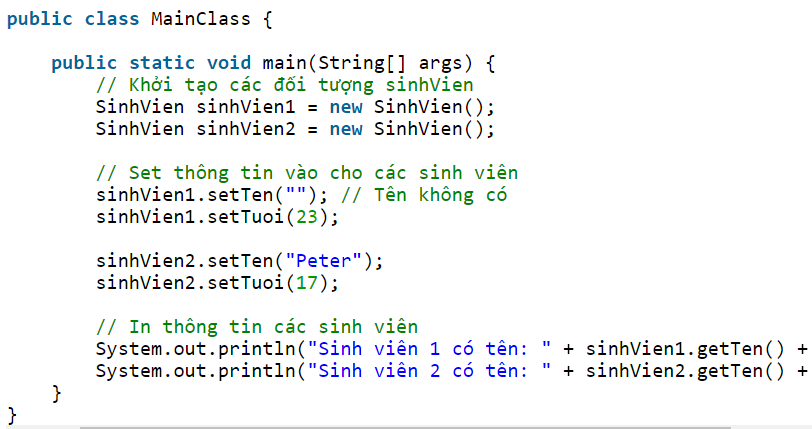 public class MainClass {
public static void main(String[] args) {
// Khởi tạo các đối tượng sinhVien
SinhVien sinhVien1 = new SinhVien();
SinhVien sinhVien2 = new SinhVien();
// Set thông tin vào cho các sinh viên
sinhVien1.setTen(""); // Tên không có
sinhVien1.setTuoi(23);
sinhVien2.setTen("Peter");
sinhVien2.setTuoi(17);
// In thông tin các sinh viên
System.out.println("Sinh viên 1 có tên: " + sinhVien1.getTen() +
System.out.println("Sinh viên 2 có tên: " + sinhVien2.getTen() +
}
}